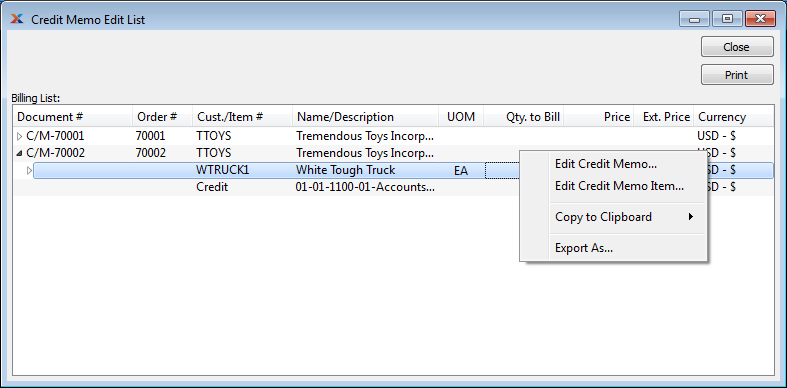 Credit Memo Edit List
Close
Print
Billing List:
Document # Order # Cust./Item # Name/Description UOM Qty. to Bill Price Ext. Price Currency
C/M-70001 70001 TTOYS Tremendous Toys Incorp... USD - $
C/M-70002 70002 TTOYS Tremendous Toys Incorp... USD - $
WTRUCK1 White Tough Truck EA SD - $
Credit 01-01-1100-01-Accounts... SD - $
Edit Credit Memo...
Edit Credit Memo Item...
Copy to Clipboard
Export As...